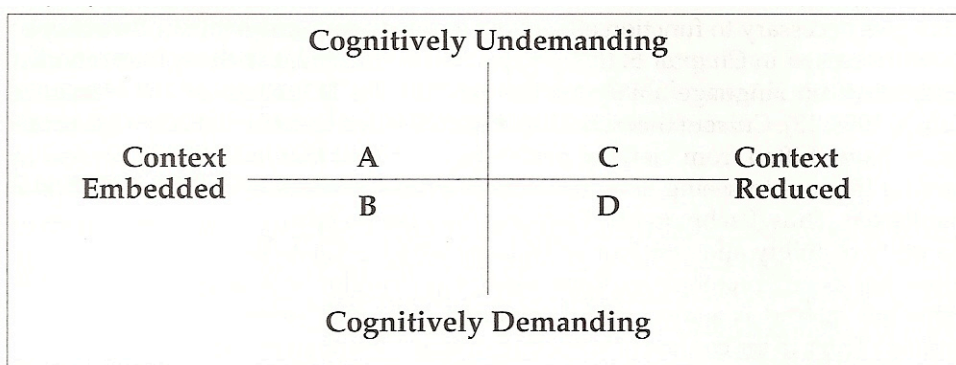 Cognitively Undemanding
Context A C Context
Embedded Reduced
B D
Cognitively Demanding